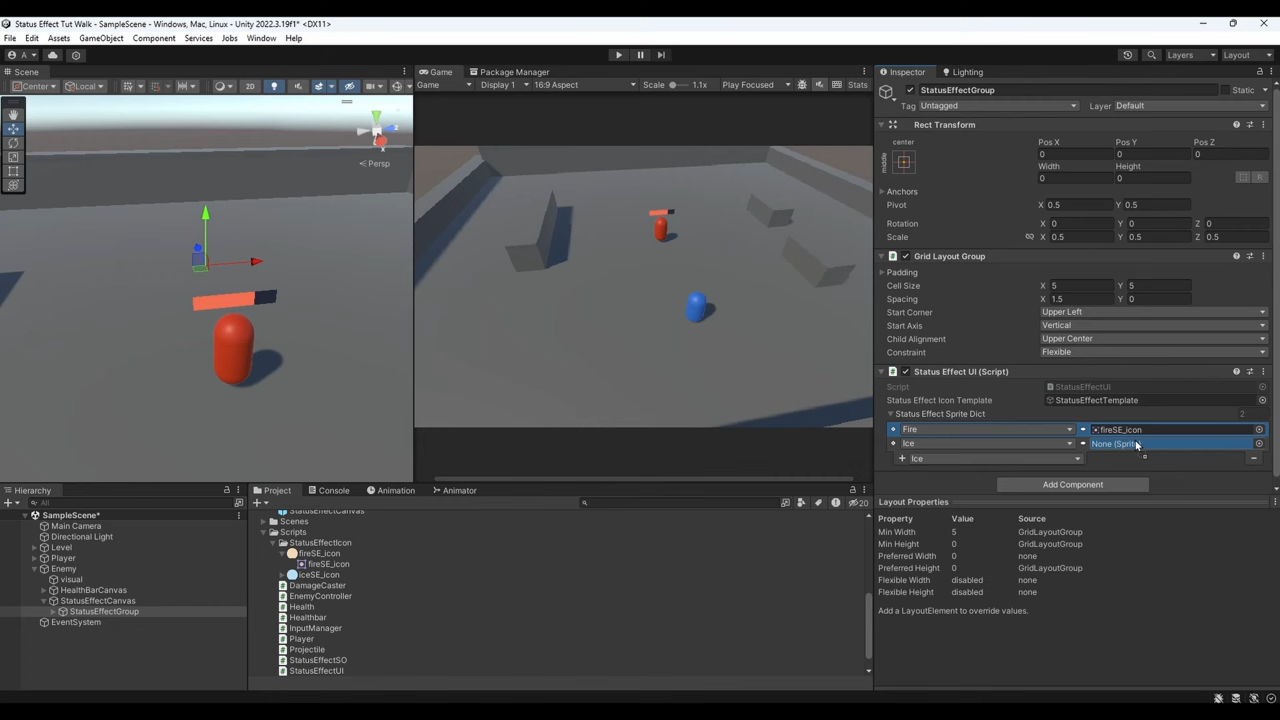 Status Effect Tut Walk - SampleScene - Windows, Mac, Linux - Unity 2022.3.19f1* <DX11>
File Edit Assets GameObject Component Services Jobs Window Help
A Layers Layout
Scene
Center Local 2D
Persp
Game Package Manager
Game Display 1 16:9 Aspect Scale 1.1x Play Focused Stats
Inspector Lighting
StatusEffectGroup Static
Tag Untagged Layer Default
Rect Transform
center Pos X Pos Y Pos Z
middle 0 0 0
Width Height
0 0 R
Anchors
Pivot X 0.5 Y 0.5
Rotation X 0 Y 0 Z 0
Scale X 0.5 Y 0.5 Z 0.5
Grid Layout Group
Padding
Cell Size X 5 Y 5
Spacing X 1.5 Y 0
Start Corner Upper Left
Start Axis Vertical
Child Alignment Upper Center
Constraint Flexible
Status Effect UI (Script)
Script StatusEffectUI
Status Effect Icon Template StatusEffectTemplate
Status Effect Sprite Dict 2
Fire fireSE_icon
Ice None (Sprite)
+ Ice
Add Component
Layout Properties
Property Value Source
Min Width 5 GridLayoutGroup
Min Height 0 GridLayoutGroup
Preferred Width 0 none
Preferred Height 0 GridLayoutGroup
Flexible Width disabled none
Flexible Height disabled none
Add a LayoutElement to override values.
Hierarchy
All
SampleScene*
Main Camera
Directional Light
Level
Player
Enemy
visual
HealthBarCanvas
StatusEffectCanvas
StatusEffectGroup
EventSystem
Project Console Animation Animator
20
StatusEffectCanvas
Scenes
Scripts
StatusEffectIcon
fireSE_icon
fireSE_icon
iceSE_icon
DamageCaster
EnemyController
Health
Healthbar
InputManager
Player
Projectile
StatusEffectSO
StatusEffectUI